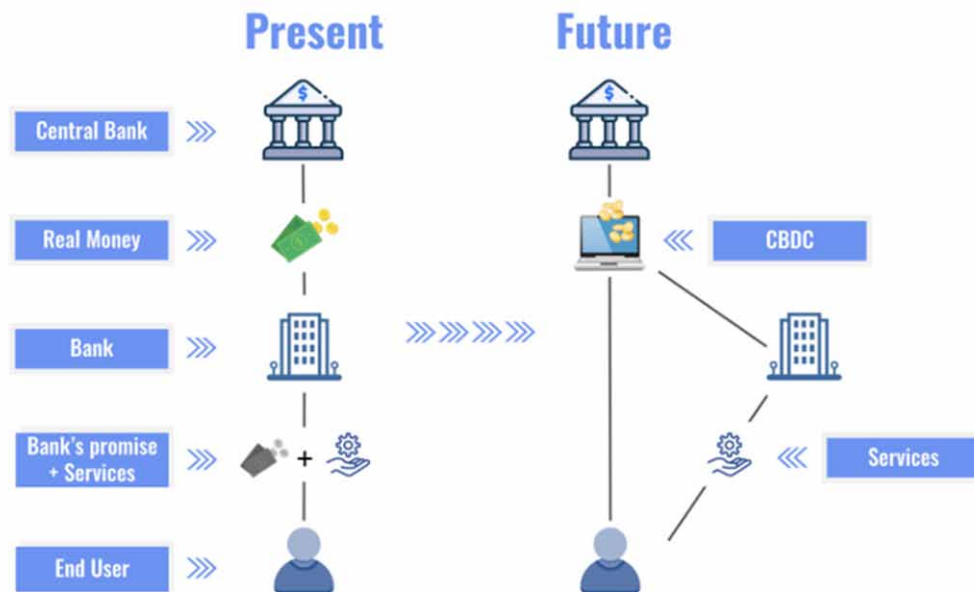 Present
Future
Central Bank
Real Money
CBDC
Bank
Bank's promise
+ Services
+
Services
End User